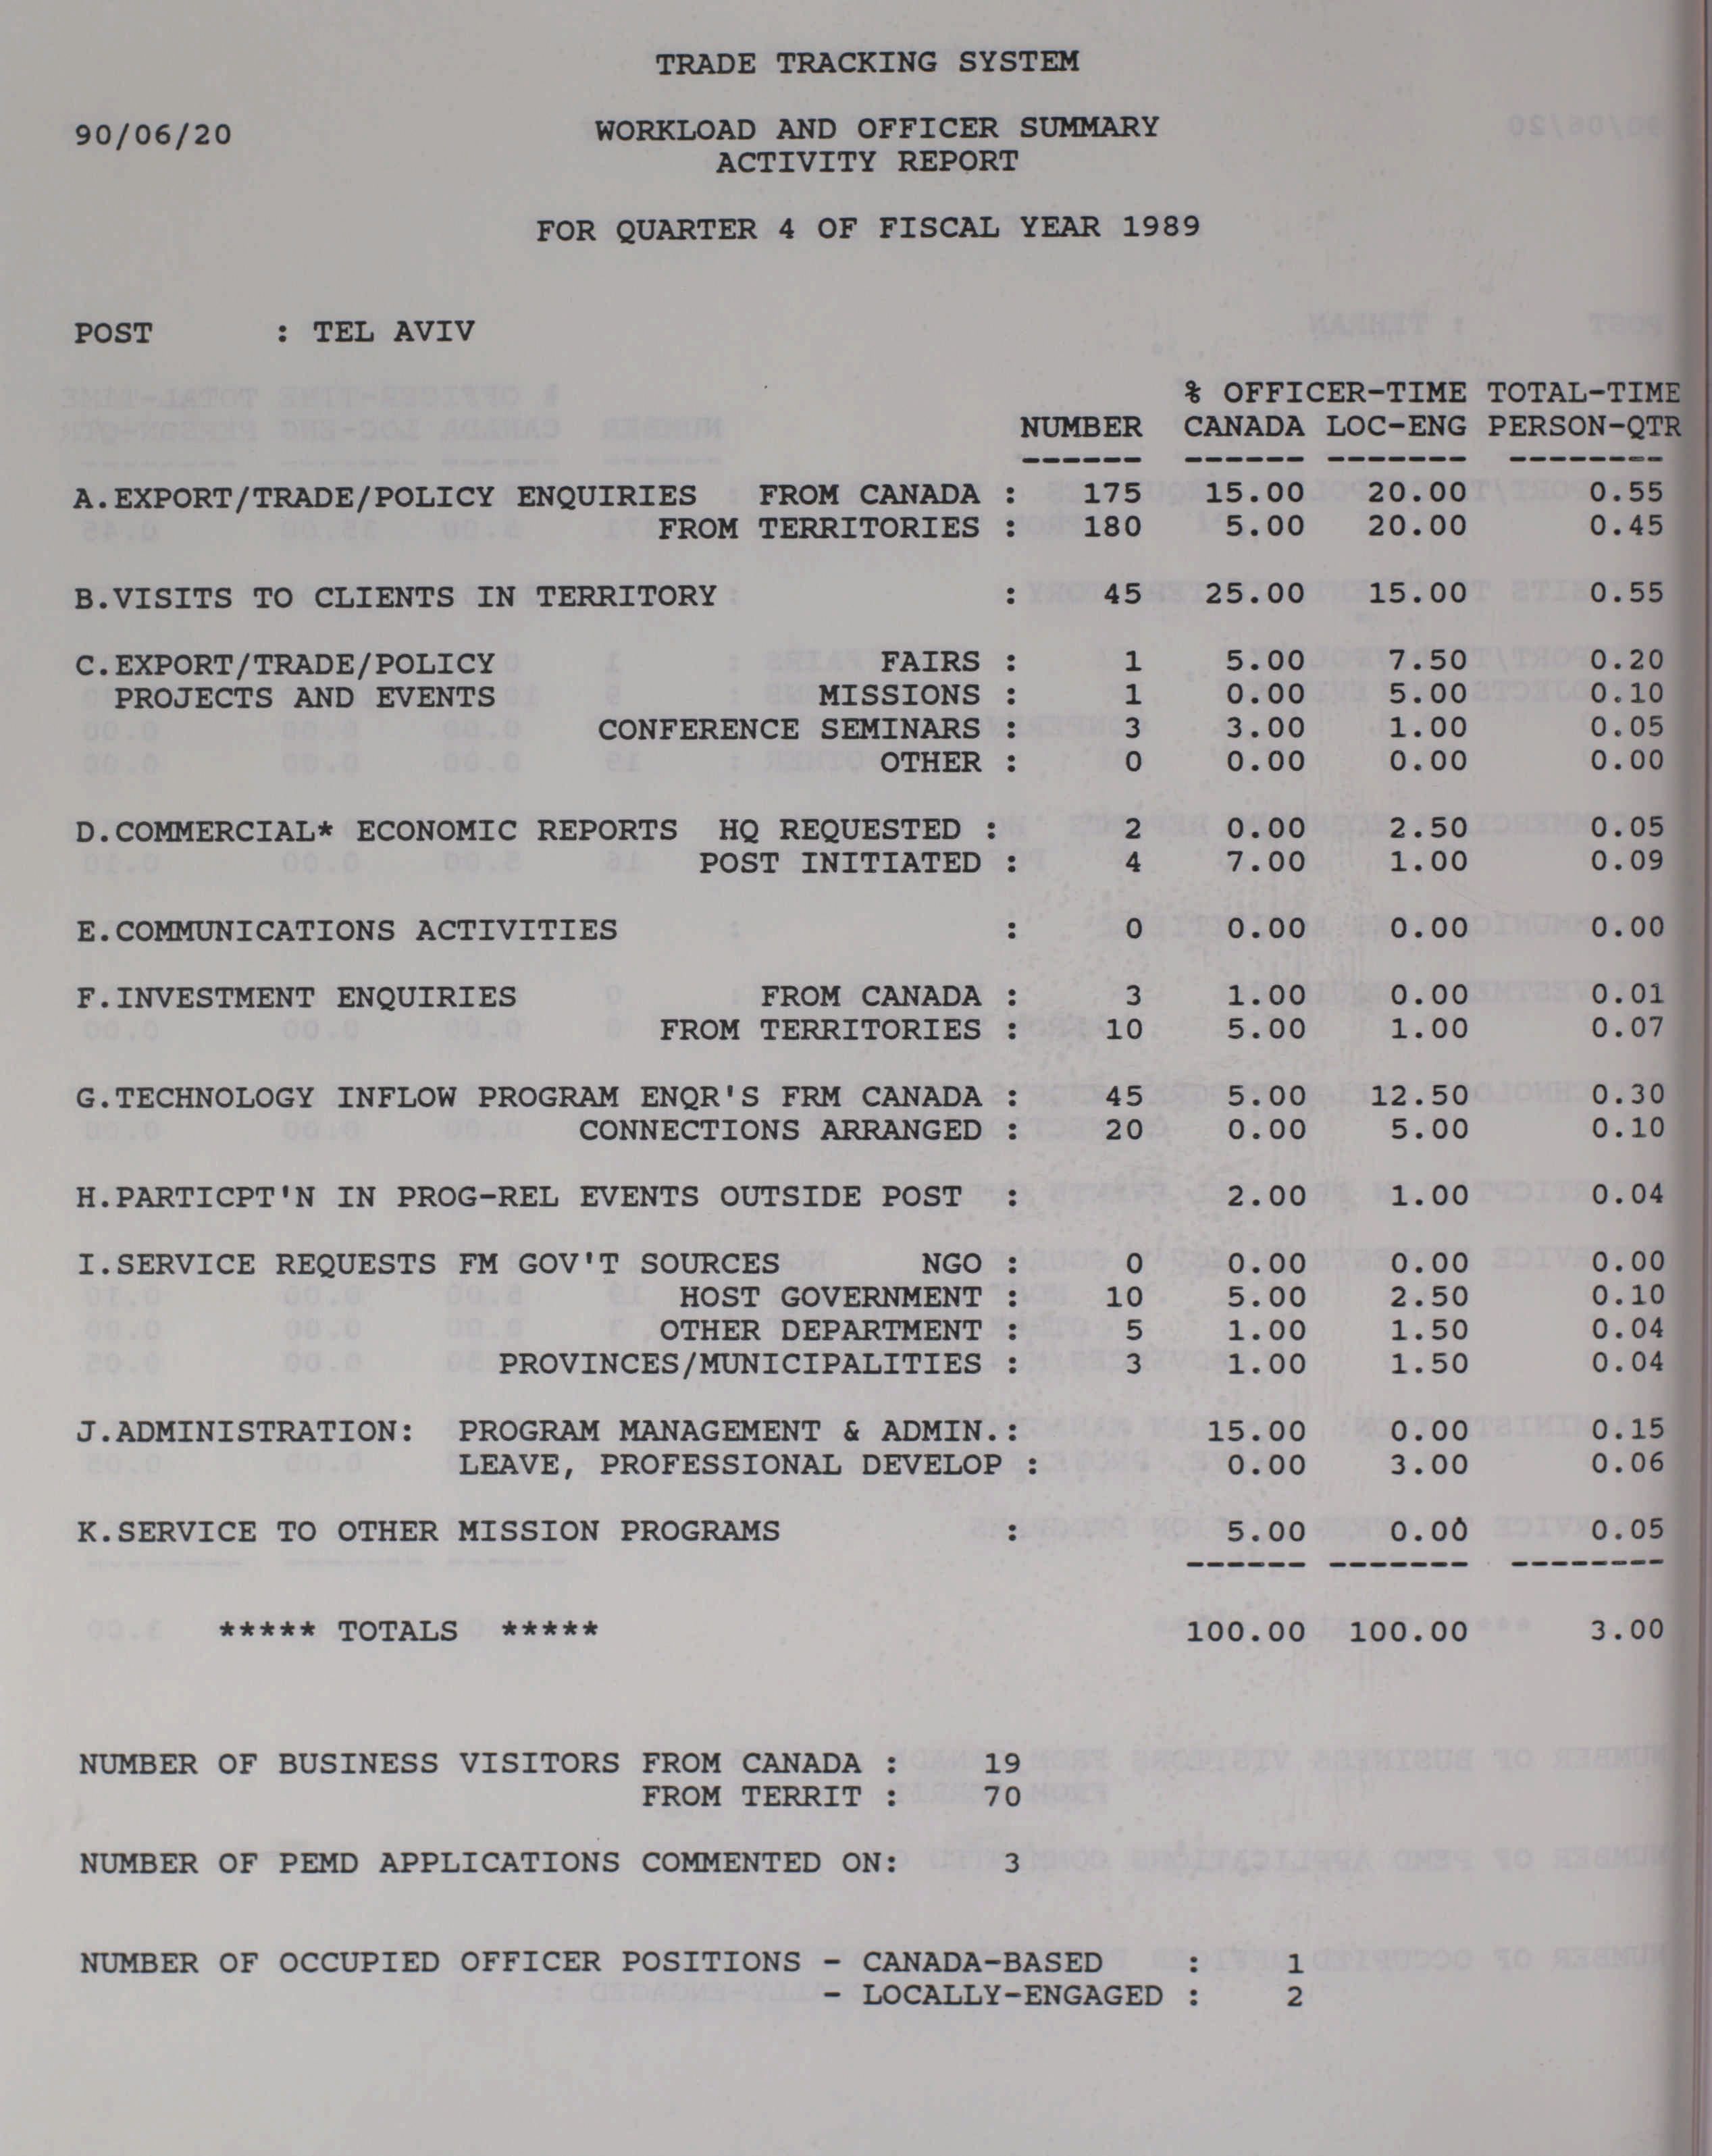 TRADE TRACKING SYSTEM
90/06/20 WORKLOAD AND OFFICER SUMMARY
ACTIVITY REPORT
FOR QUARTER 4 OF FISCAL YEAR 1989
POST : TEL AVIV
% OFFICER-TIME TOTAL-TIME
NUMBER CANADA LOC-ENG PERSON-QTR
------ ------ ------- --------
A.EXPORT/TRADE/POLICY ENQUIRIES FROM CANADA : 175 15.00 20.00 0.55
FROM TERRITORIES : 180 5.00 20.00 0.45
B.VISITS TO CLIENTS IN TERRITORY : 45 25.00 15.00 0.55
C.EXPORT/TRADE/POLICY FAIRS : 1 5.00 7.50 0.20
PROJECTS AND EVENTS MISSIONS : 1 0.00 5.00 0.10
CONFERENCE SEMINARS : 3 3.00 1.00 0.05
OTHER : 0 0.00 0.00 0.00
D.COMMERCIAL* ECONOMIC REPORTS HQ REQUESTED : 2 0.00 2.50 0.05
POST INITIATED : 4 7.00 1.00 0.09
E.COMMUNICATIONS ACTIVITIES : 0 0.00 0.00 0.00
F.INVESTMENT ENQUIRIES FROM CANADA : 3 1.00 0.00 0.01
FROM TERRITORIES : 10 5.00 1.00 0.07
G.TECHNOLOGY INFLOW PROGRAM ENQR'S FRM CANADA : 45 5.00 12.50 0.30
CONNECTIONS ARRANGED : 20 0.00 5.00 0.10
H.PARTICPT'N IN PROG-REL EVENTS OUTSIDE POST : 2.00 1.00 0.04
I.SERVICE REQUESTS FM GOV'T SOURCES NGO : 0 0.00 0.00 0.00
HOST GOVERNMENT : 10 5.00 2.50 0.10
OTHER DEPARTMENT : 5 1.00 1.50 0.04
PROVINCES/MUNICIPALITIES : 3 1.00 1.50 0.04
J.ADMINISTRATION: PROGRAM MANAGEMENT & ADMIN.: 15.00 0.00 0.15
LEAVE, PROFESSIONAL DEVELOP : 0.00 3.00 0.06
K.SERVICE TO OTHER MISSION PROGRAMS : 5.00 0.00 0.05
------ ------- --------
***** TOTALS ***** 100.00 100.00 3.00
NUMBER OF BUSINESS VISITORS FROM CANADA : 19
FROM TERRIT : 70
NUMBER OF PEMD APPLICATIONS COMMENTED ON: 3
NUMBER OF OCCUPIED OFFICER POSITIONS - CANADA-BASED : 1
- LOCALLY-ENGAGED : 2